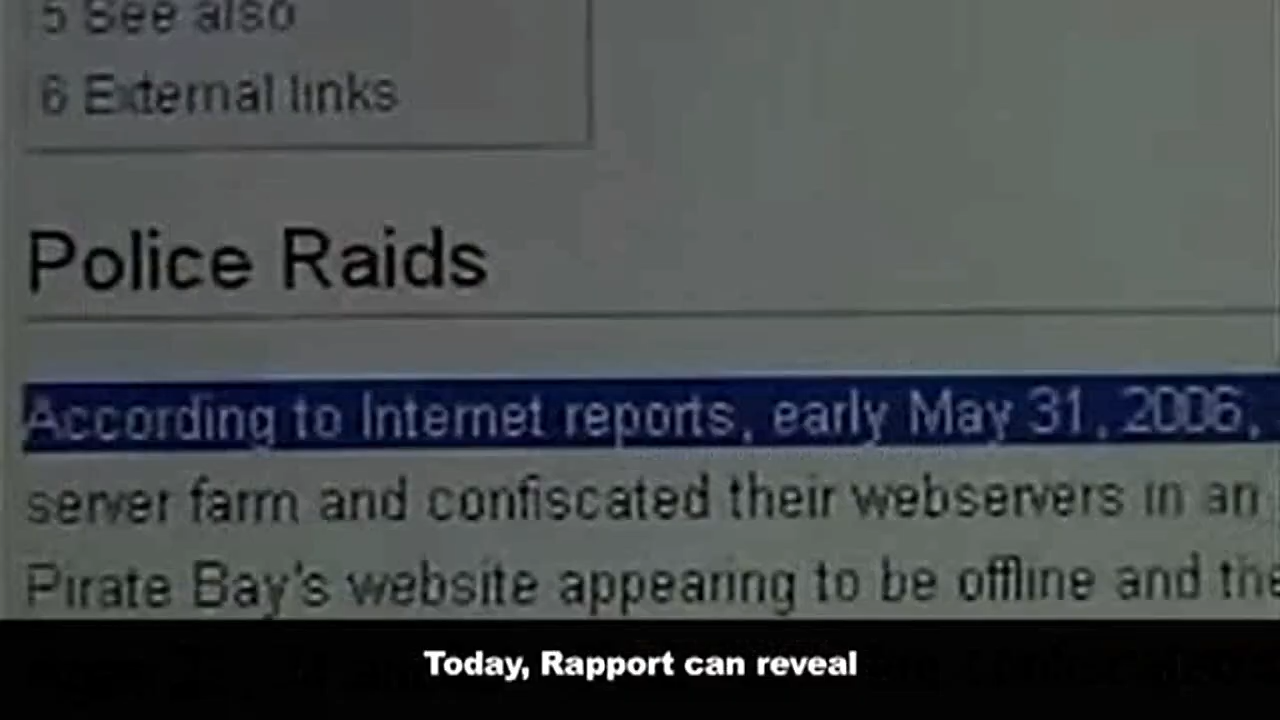 5 See also
6 External links
Police Raids
According to Internet reports, early May 31, 2006,
server farm and confiscated their webservers in an
Pirate Bay's website appearing to be offline and the
Today, Rapport can reveal